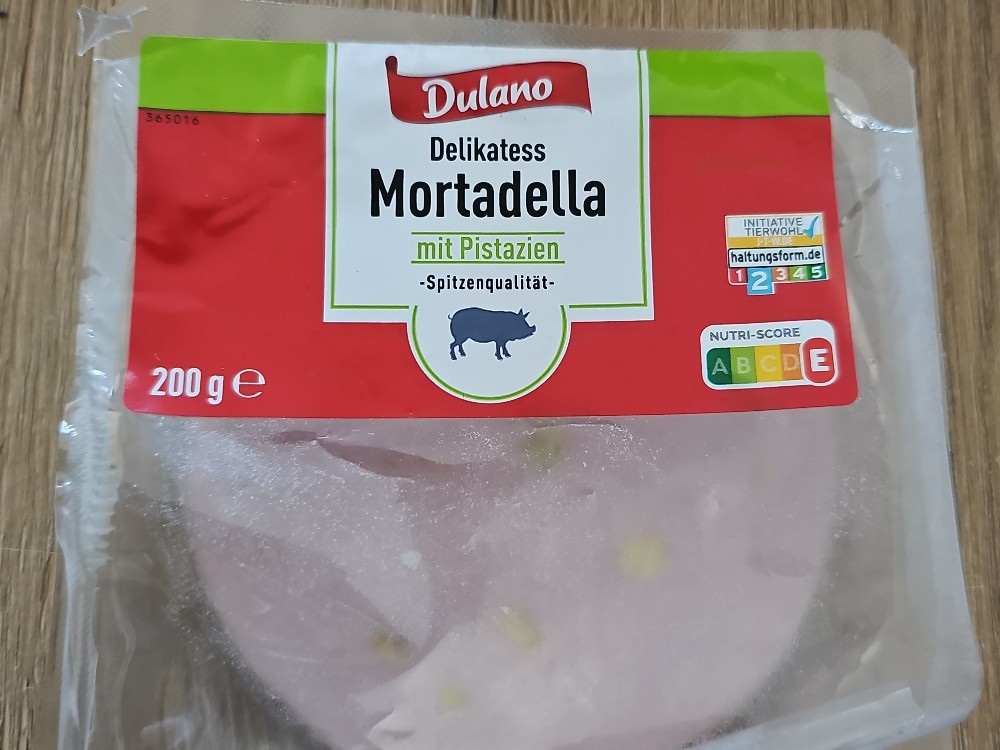 Dulano
365016
Delikatess
Mortadella
mit Pistazien
-Spitzenqualität-
INITIATIVE
TIERWOHL
haltungsform.de
1 2 3 4 5
NUTRI-SCORE
A B C D E
200 g e